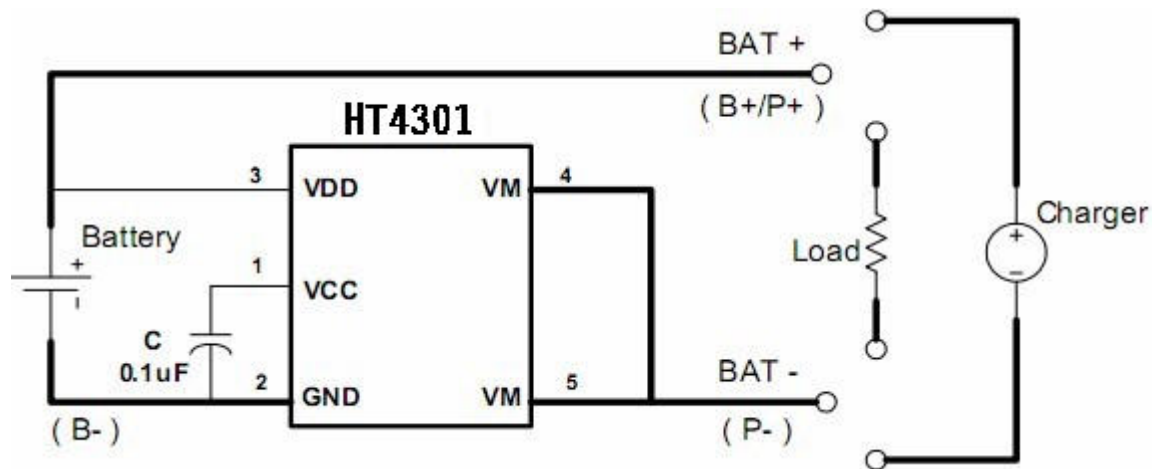 BAT +
( B+/P+ )
HT4301
3
VDD
VM
4
Battery
+
-
1
VCC
C
0.1uF
2
GND
VM
5
( B- )
BAT -
( P- )
Load
Charger
+
-